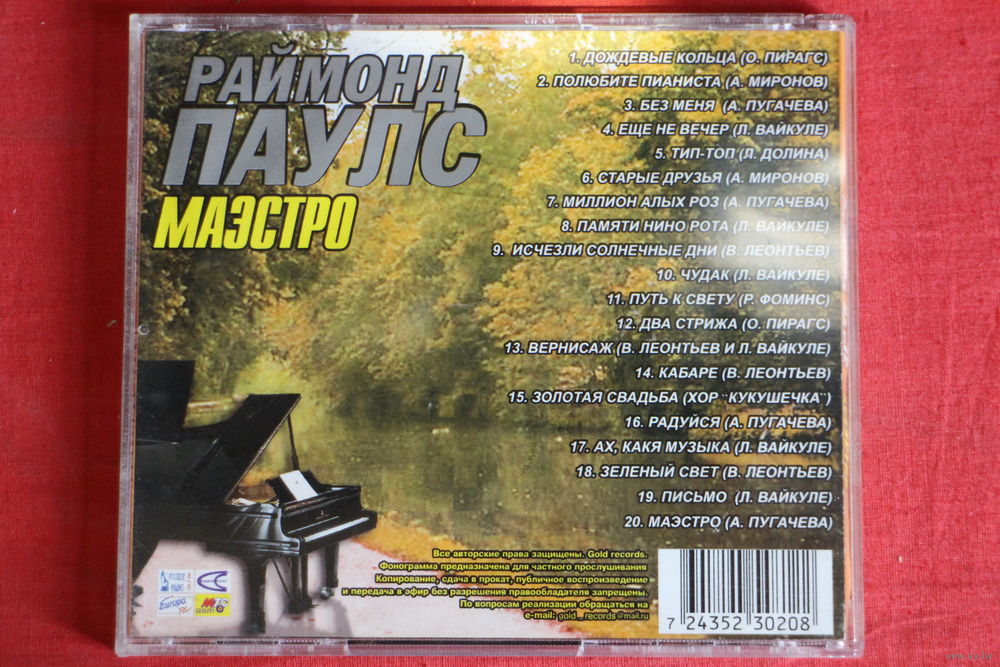 РАЙМОНД
ПАУЛС
МАЭСТРО
1. ДОЖДЕВЫЕ КОЛЬЦА (О. ПИРАГС)
2. ПОЛЮБИТЕ ПИАНИСТА (А. МИРОНОВ)
3. БЕЗ МЕНЯ (А. ПУГАЧЕВА)
4. ЕЩЕ НЕ ВЕЧЕР (Л. ВАЙКУЛЕ)
5. ТИП-ТОП (Л. ДОЛИНА)
6. СТАРЫЕ ДРУЗЬЯ (А. МИРОНОВ)
7. МИЛЛИОН АЛЫХ РОЗ (А. ПУГАЧЕВА)
8. ПАМЯТИ НИНО РОТА (Л. ВАЙКУЛЕ)
9. ИСЧЕЗЛИ СОЛНЕЧНЫЕ ДНИ (В. ЛЕОНТЬЕВ)
10. ЧУДАК (Л. ВАЙКУЛЕ)
11. ПУТЬ К СВЕТУ (Р. ФОМИНС)
12. ДВА СТРИЖА (О. ПИРАГС)
13. ВЕРНИСАЖ (В. ЛЕОНТЬЕВ И Л. ВАЙКУЛЕ)
14. КАБАРЕ (В. ЛЕОНТЬЕВ)
15. ЗОЛОТАЯ СВАДЬБА (ХОР "КУКУШЕЧКА")
16. РАДУЙСЯ (А. ПУГАЧЕВА)
17. АХ, КАКЯ МУЗЫКА (Л. ВАЙКУЛЕ)
18. ЗЕЛЕНЫЙ СВЕТ (В. ЛЕОНТЬЕВ)
19. ПИСЬМО (Л. ВАЙКУЛЕ)
20. МАЭСТРО (А. ПУГАЧЕВА)
Все авторские права защищены. Gold records.
Фонограмма предназначена для частного прослушивания
Копирование, сдача в прокат, публичное воспроизведение
и передача в эфир без разрешения правообладателя запрещены.
По вопросам реализации обращаться на
e-mail: gold_records@mail.ru
РУССКОЕ
РАДИО
Europa
GSM
7 24352 30208